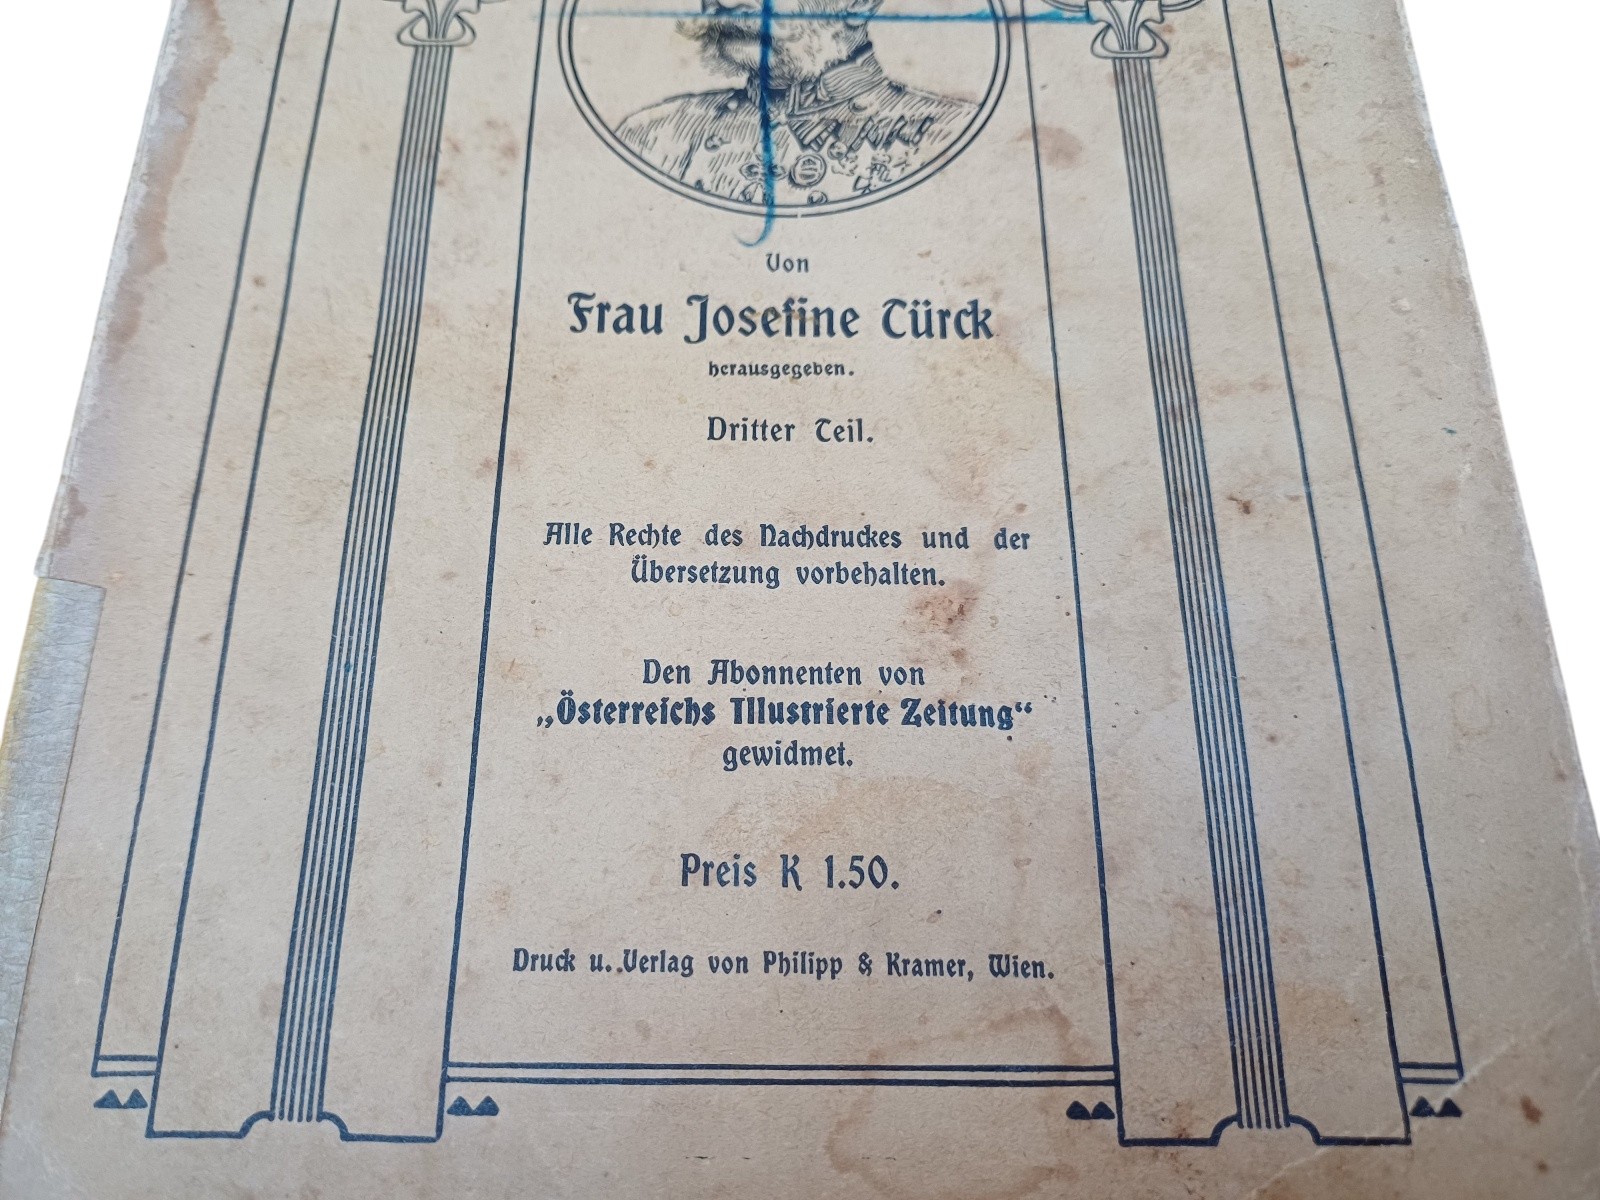 Von
Frau Josefine Türck
herausgegeben.
Dritter Teil.
Alle Rechte des Nachdruckes und der
Übersetzung vorbehalten.
Den Abonnenten von
„Österreichs Illustrierte Zeitung“
gewidmet.
Preis K 1.50.
Druck u. Verlag von Philipp & Kramer, Wien.